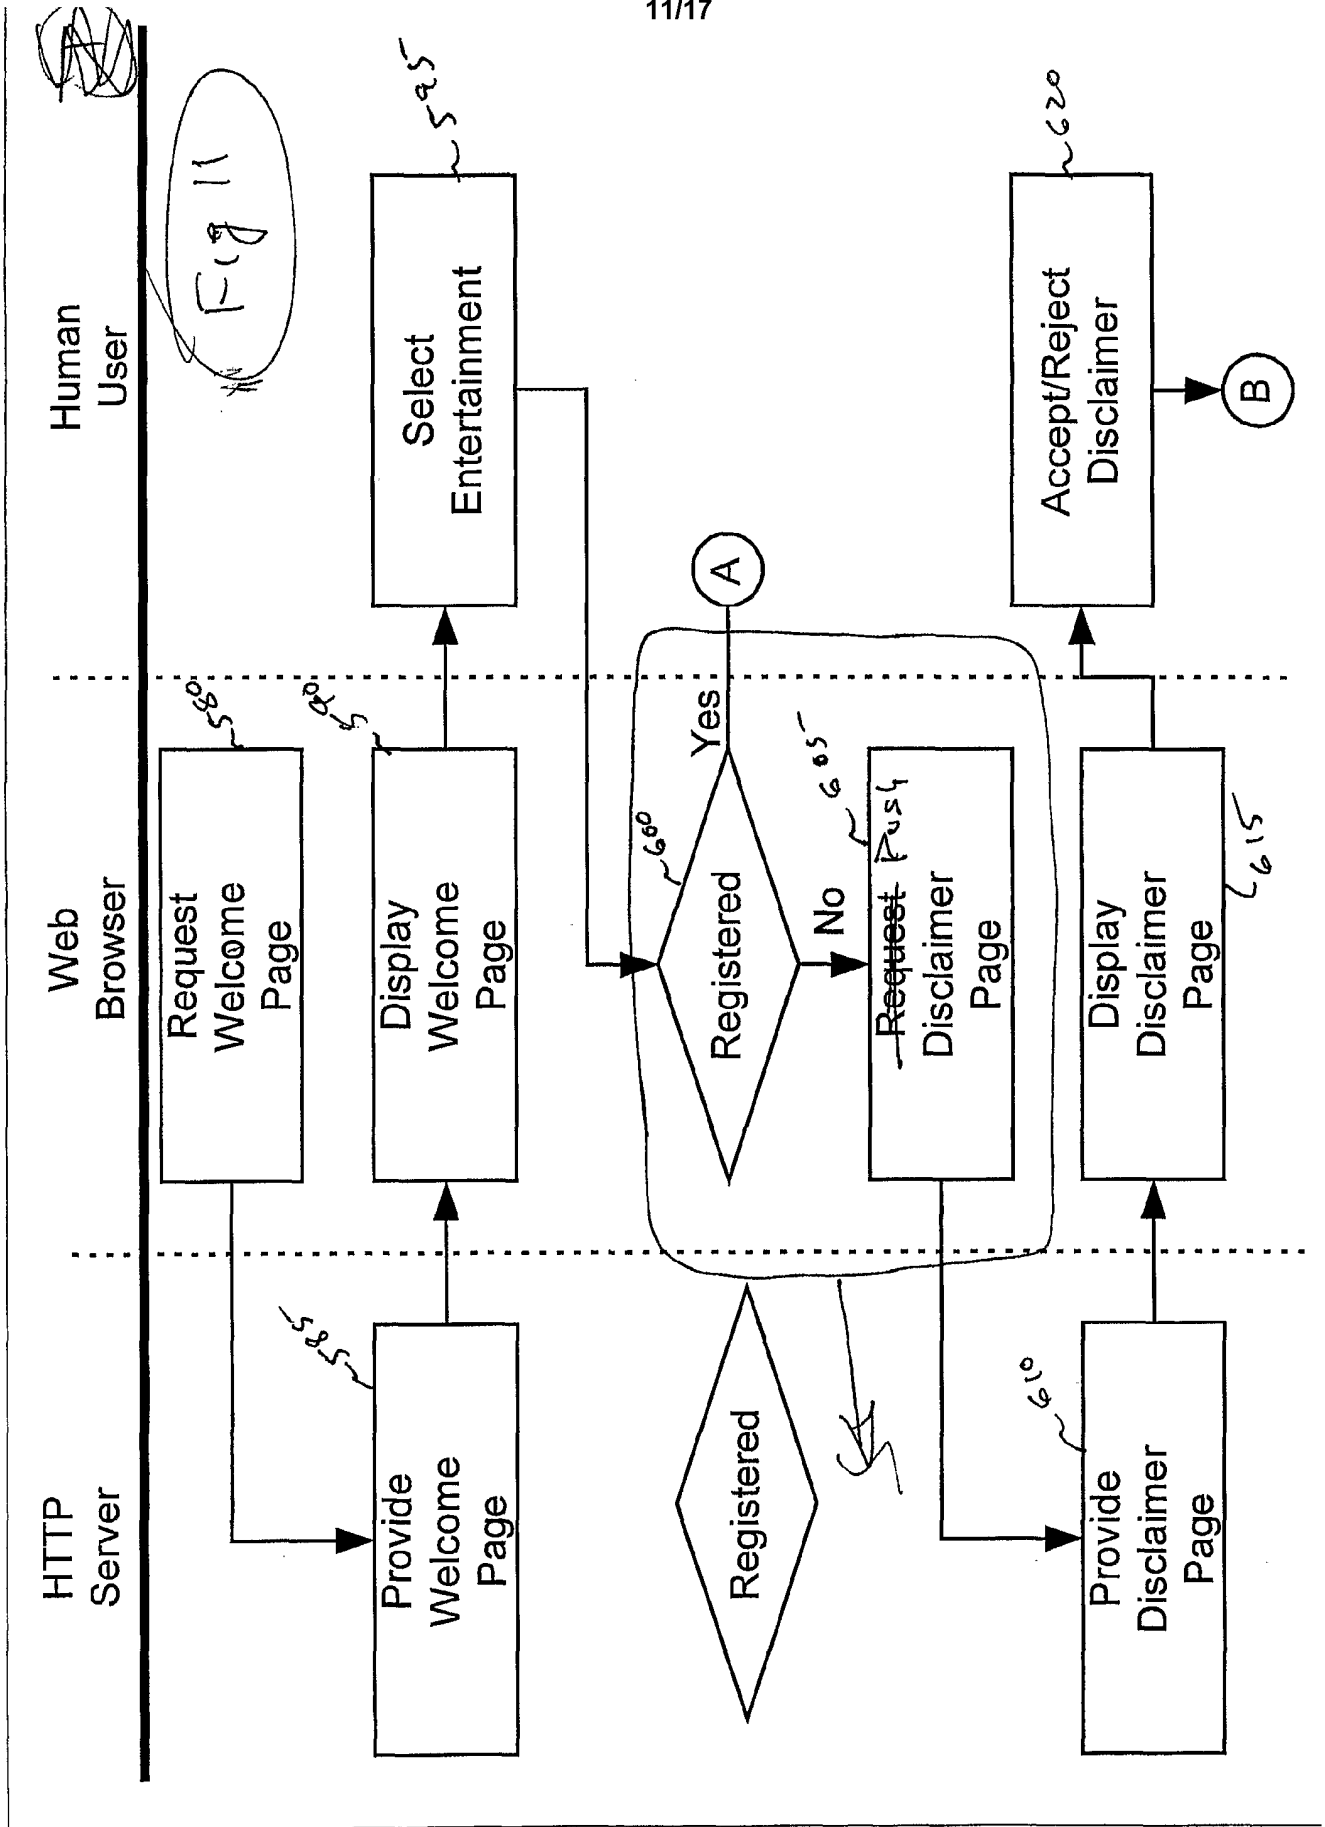 11/17
HTTP
Server
Web
Browser
Human
User
Fig 11
Request
Welcome
Page
580
Provide
Welcome
Page
585
Display
Welcome
Page
590
Select
Entertainment
595
Registered
600
Yes
A
No
Registered
Request Push
Disclaimer
Page
605
Provide
Disclaimer
Page
610
Display
Disclaimer
Page
615
Accept/Reject
Disclaimer
620
B